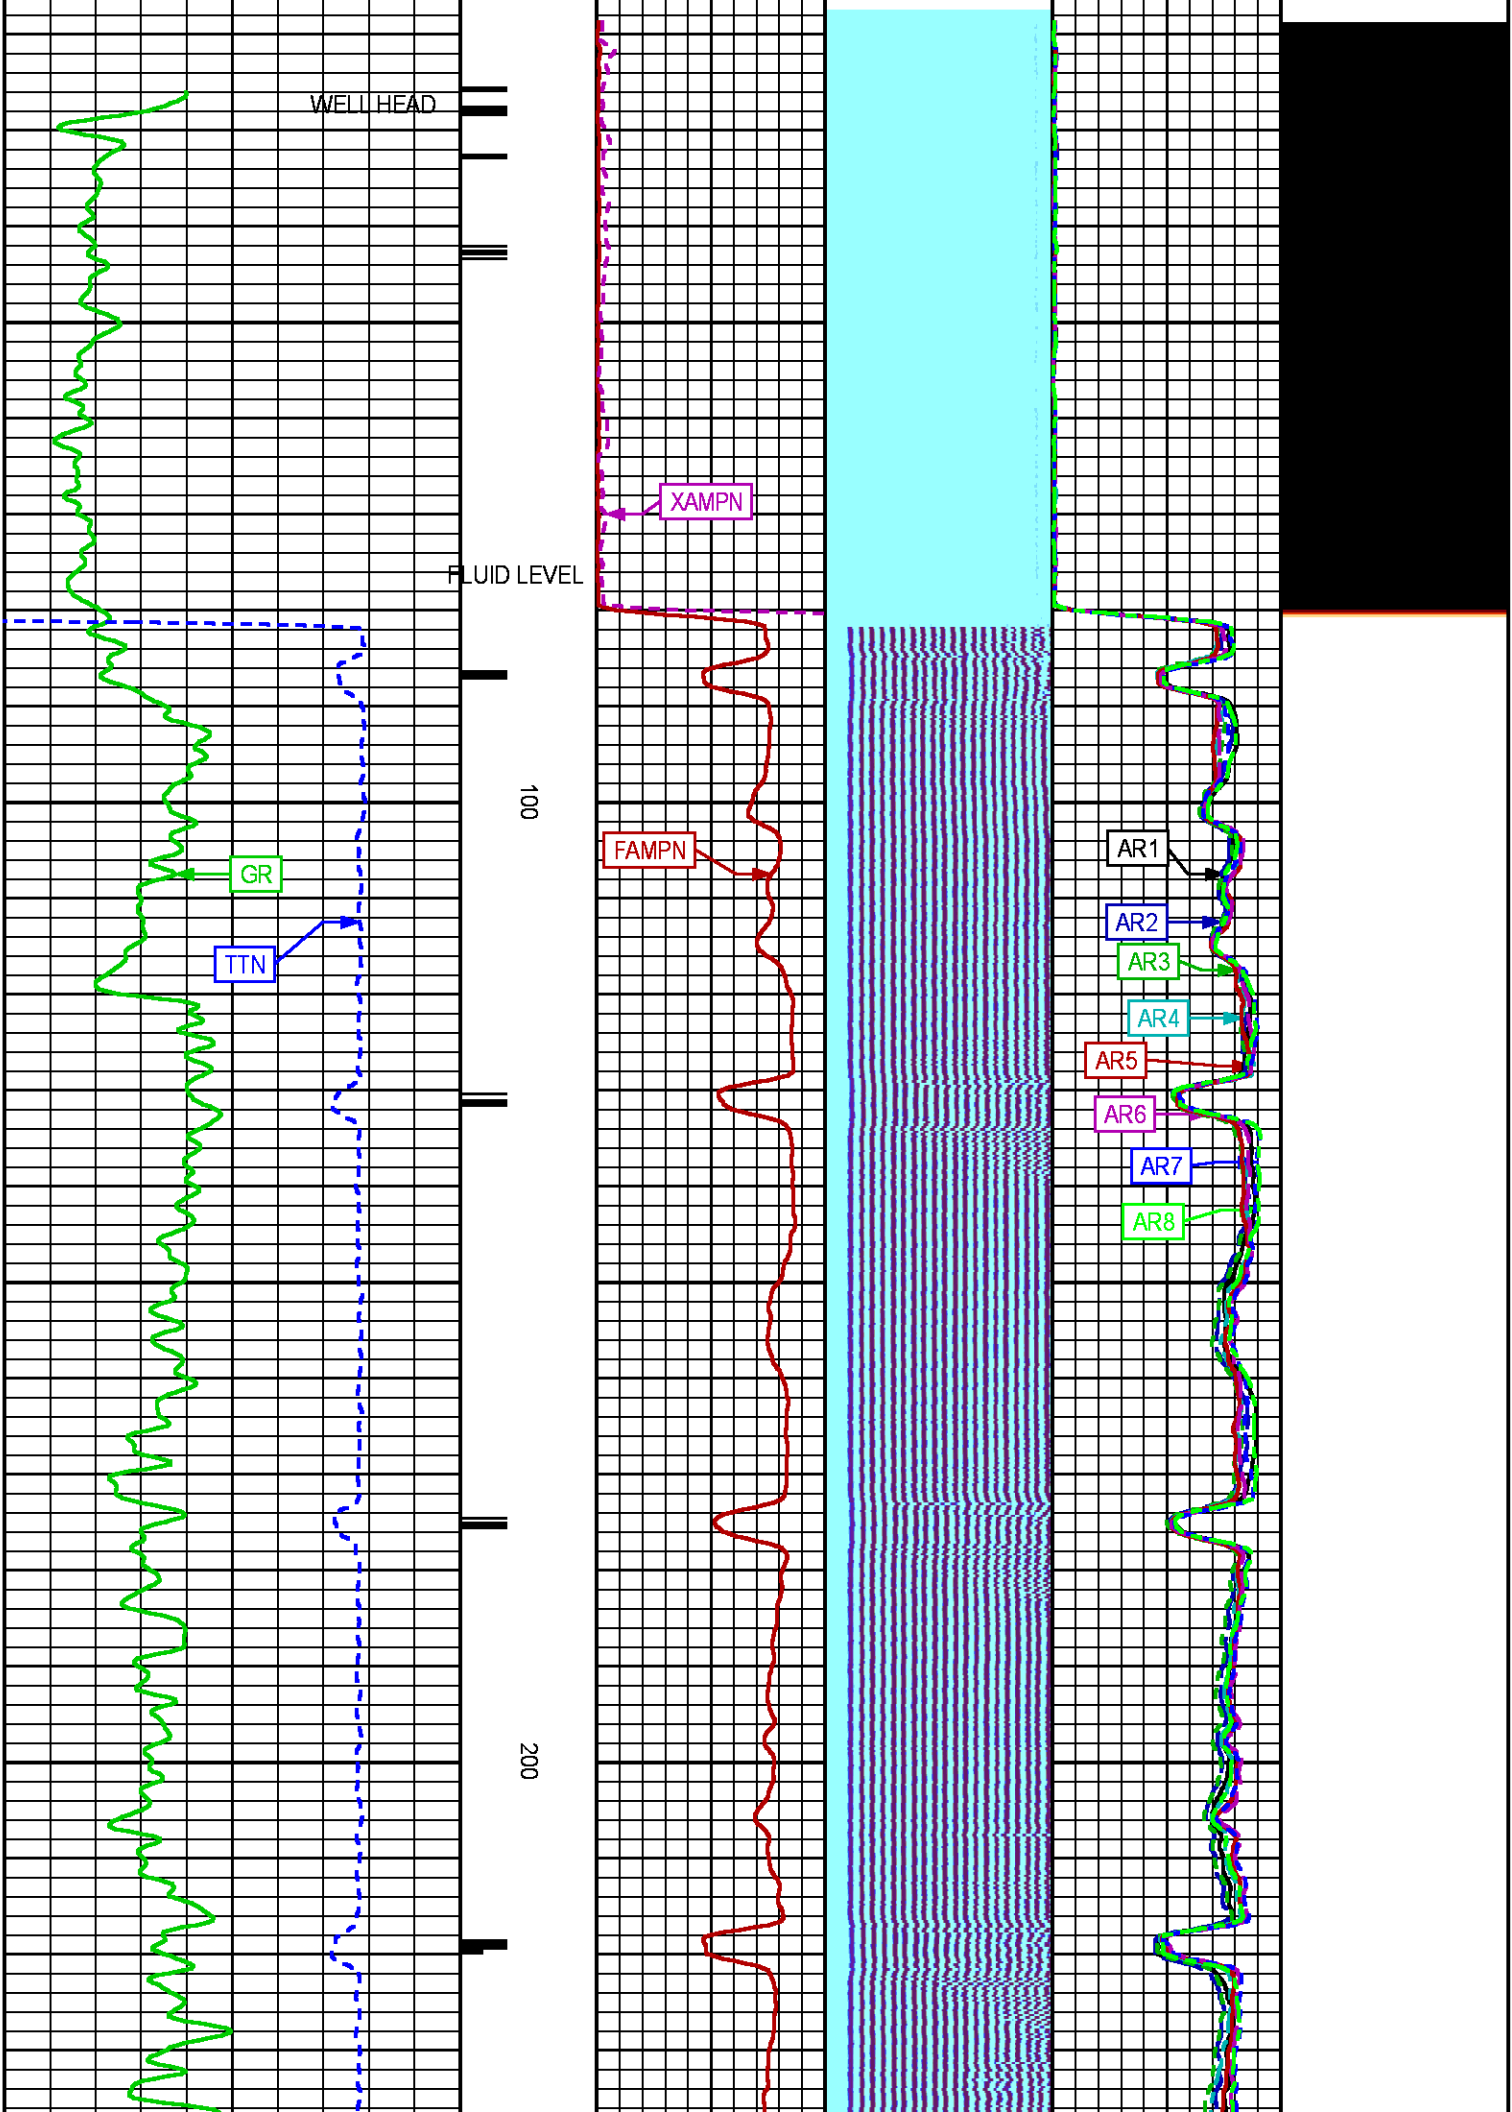 WELL HEAD
XAMPN
FLUID LEVEL
100
FAMPN
AR1
GR
AR2
TTN
AR3
AR4
AR5
AR6
AR7
AR8
200